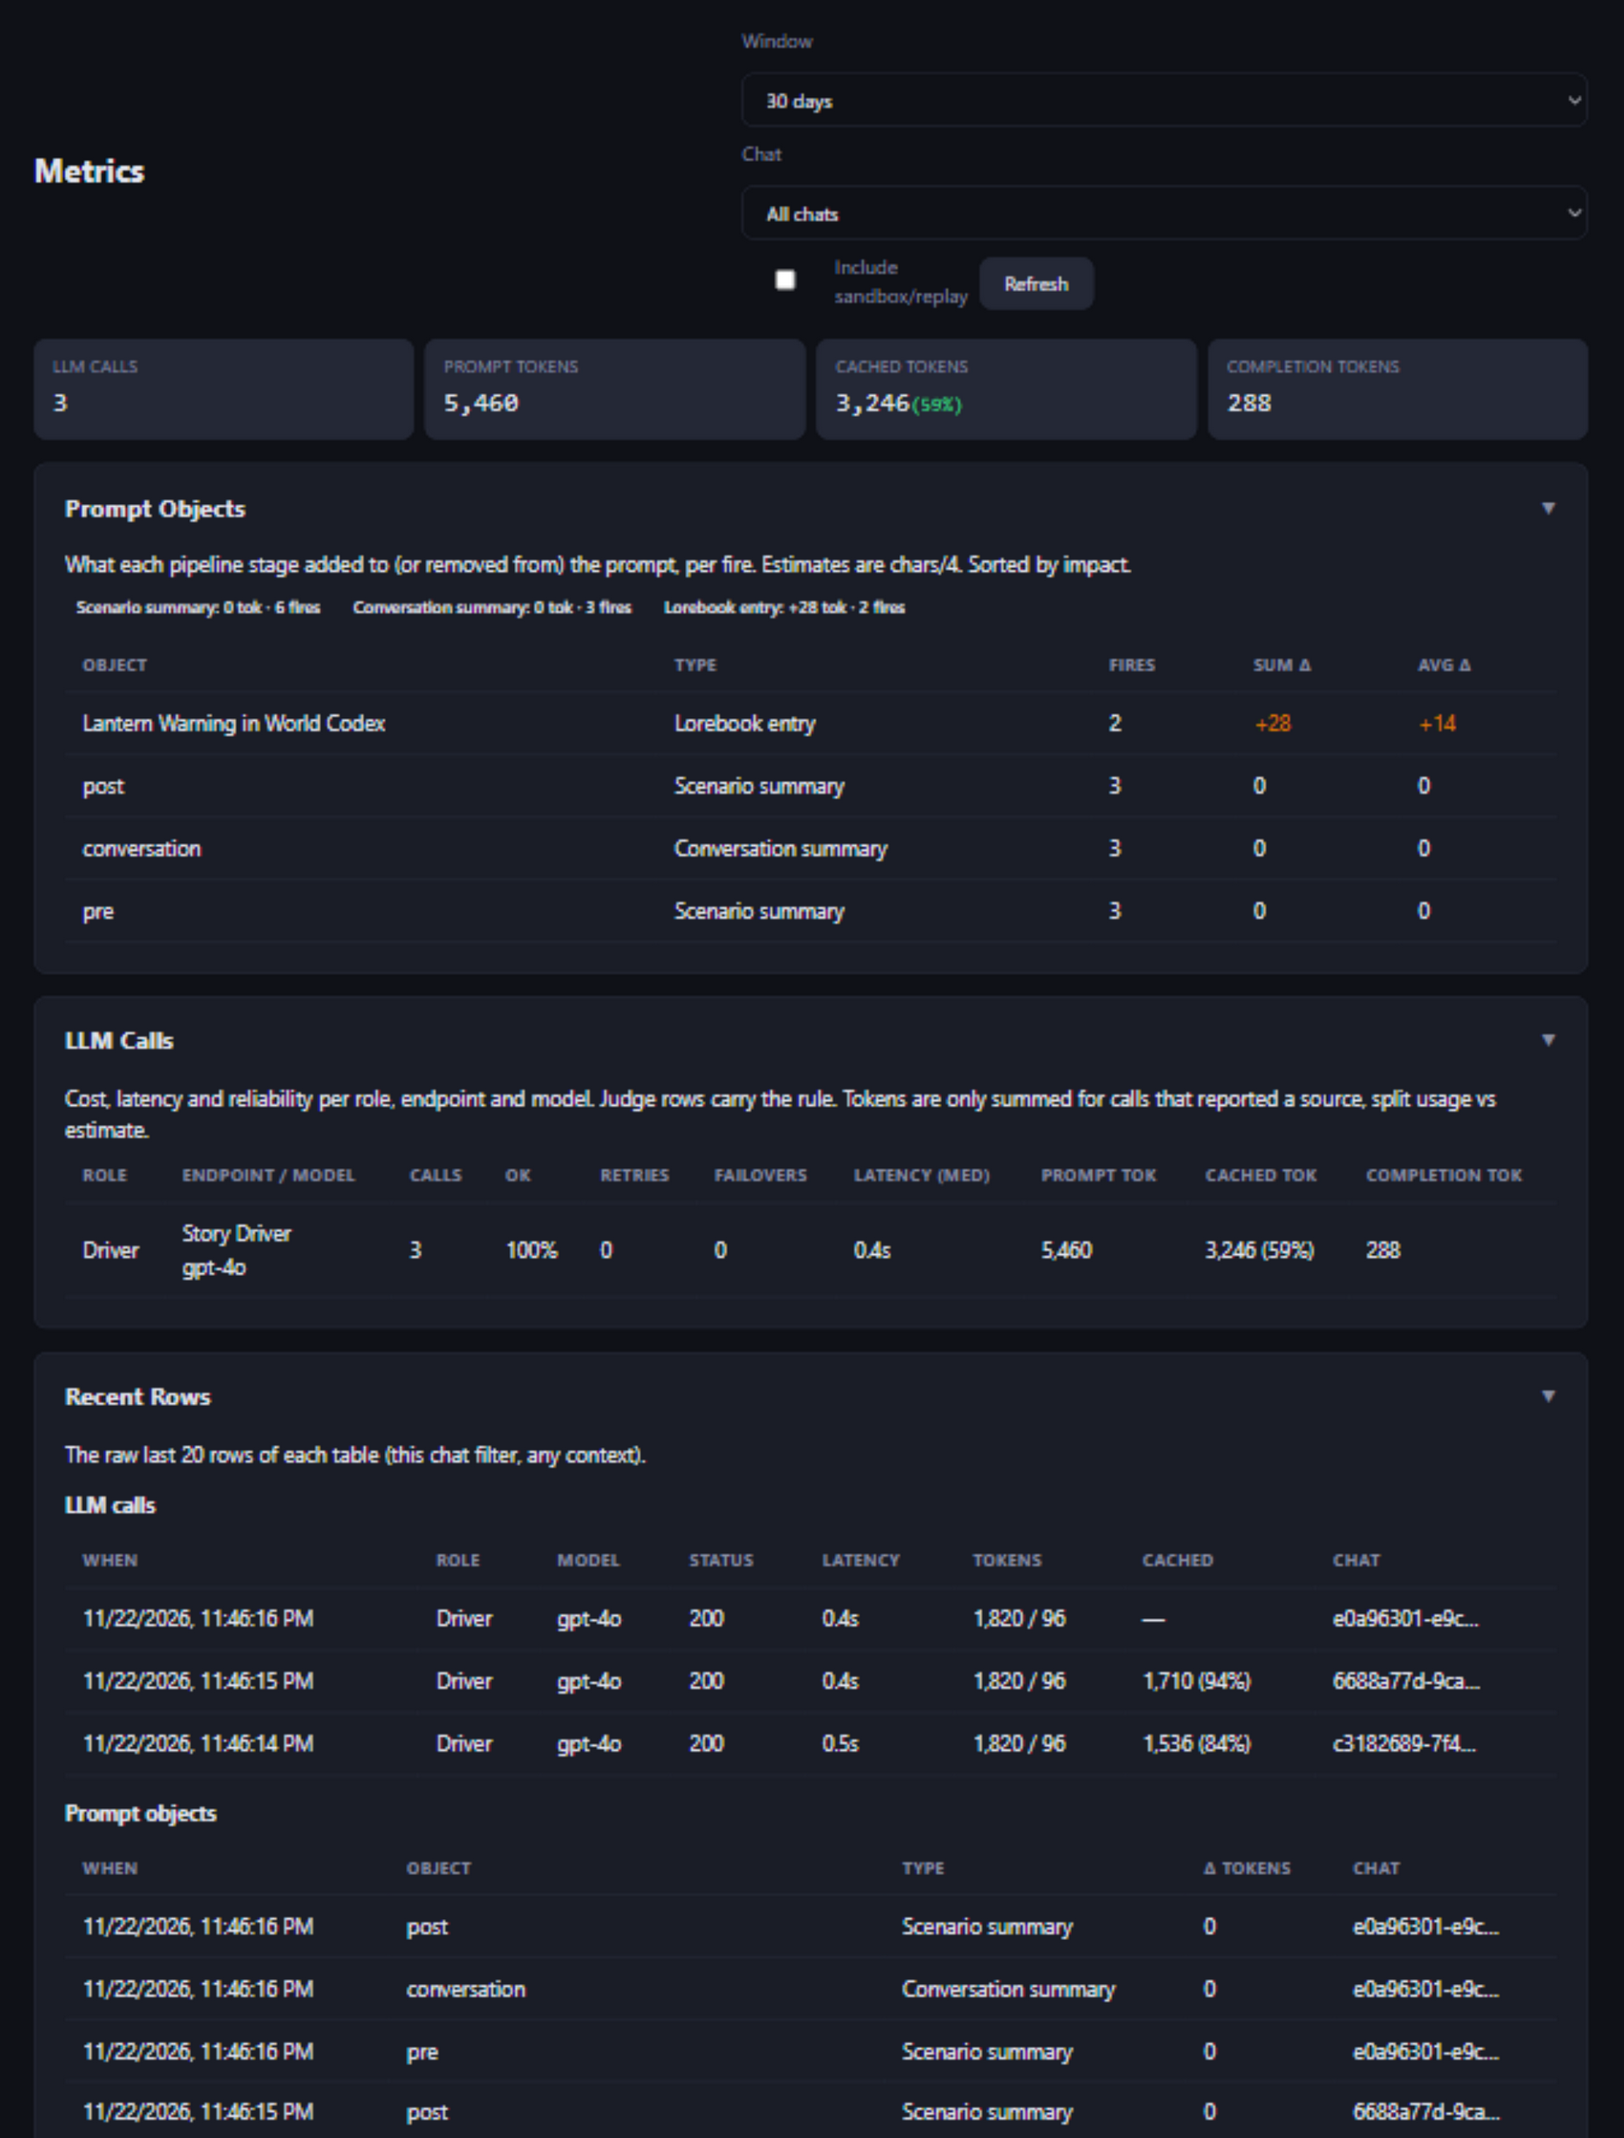 Window
30 days
Metrics
Chat
All chats
Include
sandbox/replay
Refresh
LLM CALLS
3
PROMPT TOKENS
5,460
CACHED TOKENS
3,246(59%)
COMPLETION TOKENS
288
Prompt Objects ▼
What each pipeline stage added to (or removed from) the prompt, per fire. Estimates are chars/4. Sorted by impact.
Scenario summary: 0 tok · 6 fires Conversation summary: 0 tok · 3 fires Lorebook entry: +28 tok · 2 fires
OBJECT TYPE FIRES SUM Δ AVG Δ
Lantern Warning in World Codex Lorebook entry 2 +28 +14
post Scenario summary 3 0 0
conversation Conversation summary 3 0 0
pre Scenario summary 3 0 0
LLM Calls ▼
Cost, latency and reliability per role, endpoint and model. Judge rows carry the rule. Tokens are only summed for calls that reported a source, split usage vs
estimate.
ROLE ENDPOINT / MODEL CALLS OK RETRIES FAILOVERS LATENCY (MED) PROMPT TOK CACHED TOK COMPLETION TOK
Driver Story Driver gpt-4o 3 100% 0 0 0.4s 5,460 3,246 (59%) 288
Recent Rows ▼
The raw last 20 rows of each table (this chat filter, any context).
LLM calls
WHEN ROLE MODEL STATUS LATENCY TOKENS CACHED CHAT
11/22/2026, 11:46:16 PM Driver gpt-4o 200 0.4s 1,820 / 96 — e0a96301-e9c...
11/22/2026, 11:46:15 PM Driver gpt-4o 200 0.4s 1,820 / 96 1,710 (94%) 6688a77d-9ca...
11/22/2026, 11:46:14 PM Driver gpt-4o 200 0.5s 1,820 / 96 1,536 (84%) c3182689-7f4...
Prompt objects
WHEN OBJECT TYPE Δ TOKENS CHAT
11/22/2026, 11:46:16 PM post Scenario summary 0 e0a96301-e9c...
11/22/2026, 11:46:16 PM conversation Conversation summary 0 e0a96301-e9c...
11/22/2026, 11:46:16 PM pre Scenario summary 0 e0a96301-e9c...
11/22/2026, 11:46:15 PM post Scenario summary 0 6688a77d-9ca...